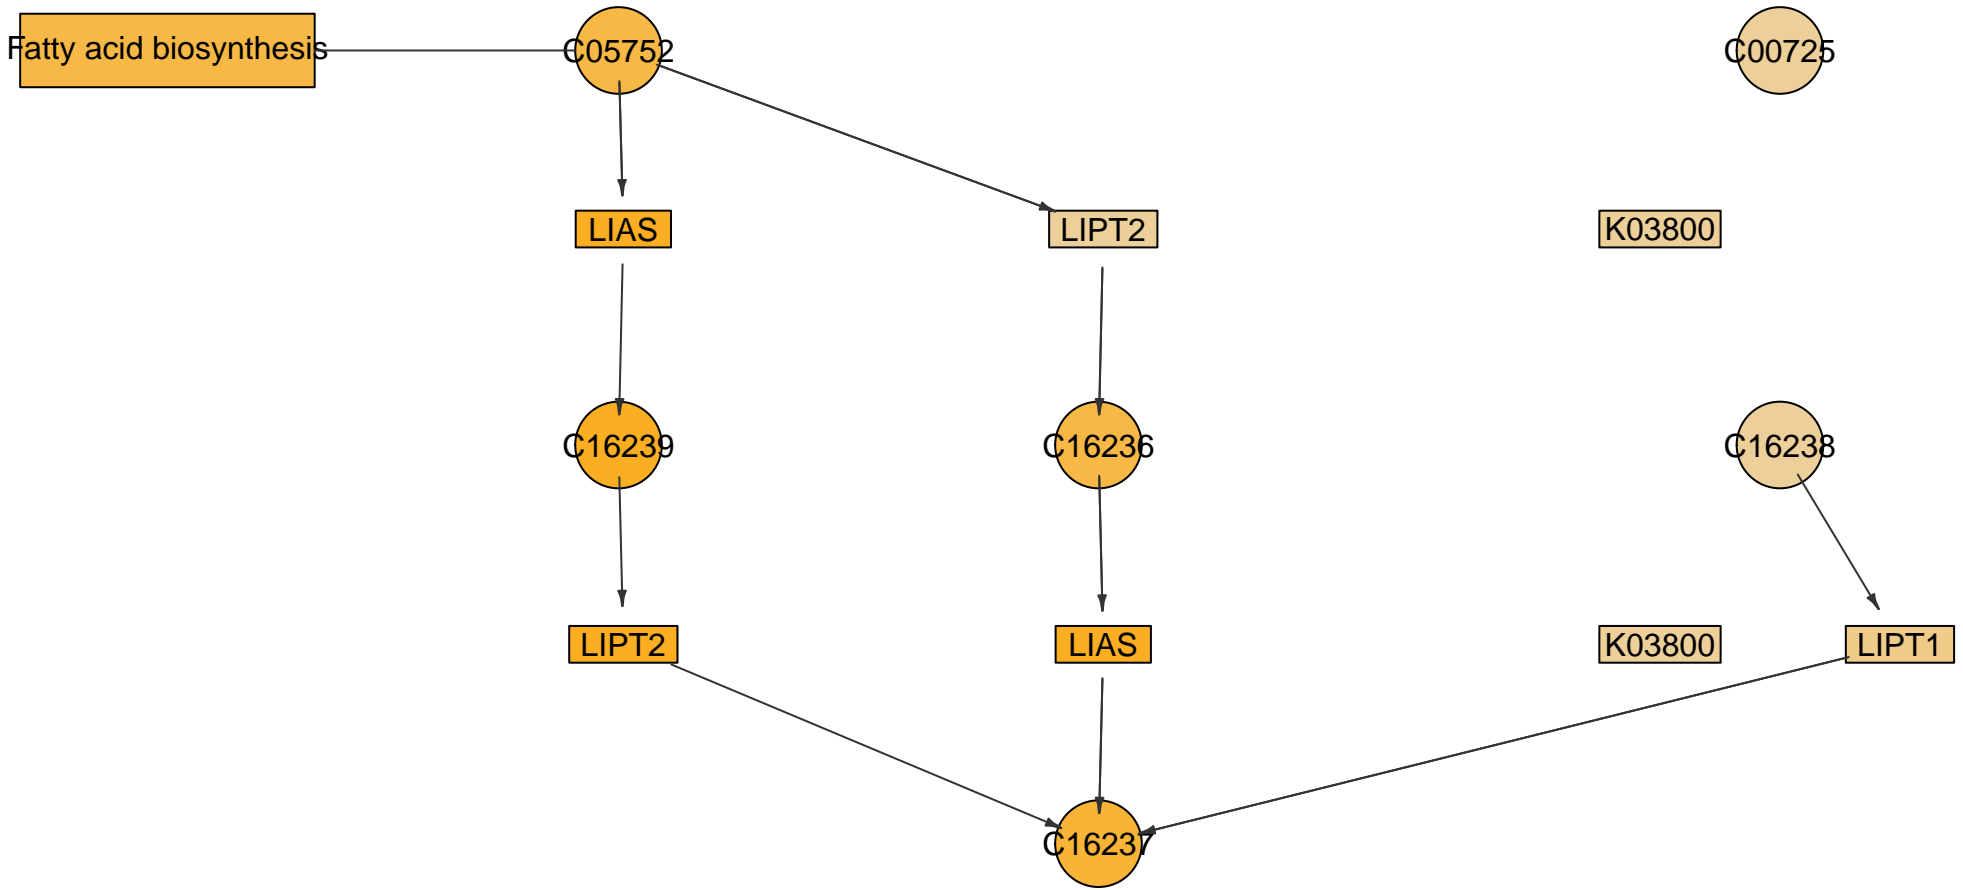 Fatty acid biosynthesis
C05752
C00725
LIAS
LIPT2
K03800
C16239
C16236
C16238
LIPT2
LIAS
K03800
LIPT1
C16237